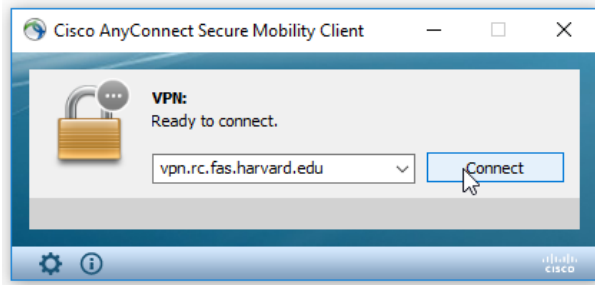 Cisco AnyConnect Secure Mobility Client
VPN:
Ready to connect.
vpn.rc.fas.harvard.edu
Connect
cisco